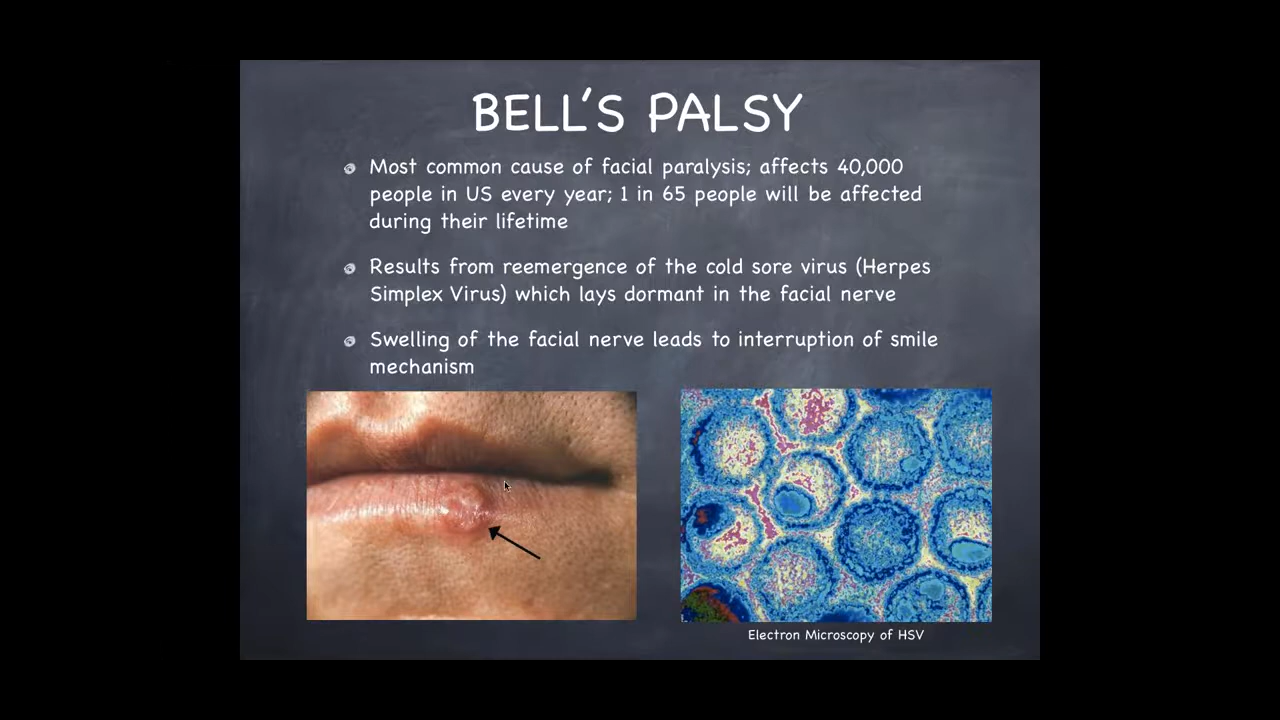 BELL'S PALSY
Most common cause of facial paralysis; affects 40,000
people in US every year; 1 in 65 people will be affected
during their lifetime
Results from reemergence of the cold sore virus (Herpes
Simplex Virus) which lays dormant in the facial nerve
Swelling of the facial nerve leads to interruption of smile
mechanism
Electron Microscopy of HSV